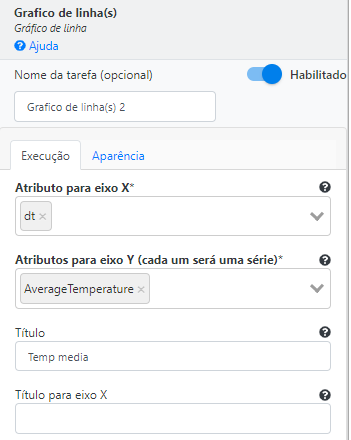 Grafico de linha(s)
Gráfico de linha
Ajuda
Nome da tarefa (opcional)
Habilitado
Grafico de linha(s) 2
Execução
Aparência
Atributo para eixo X*
dt ×
Atributos para eixo Y (cada um será uma série)*
AverageTemperature ×
Título
Temp media
Título para eixo X